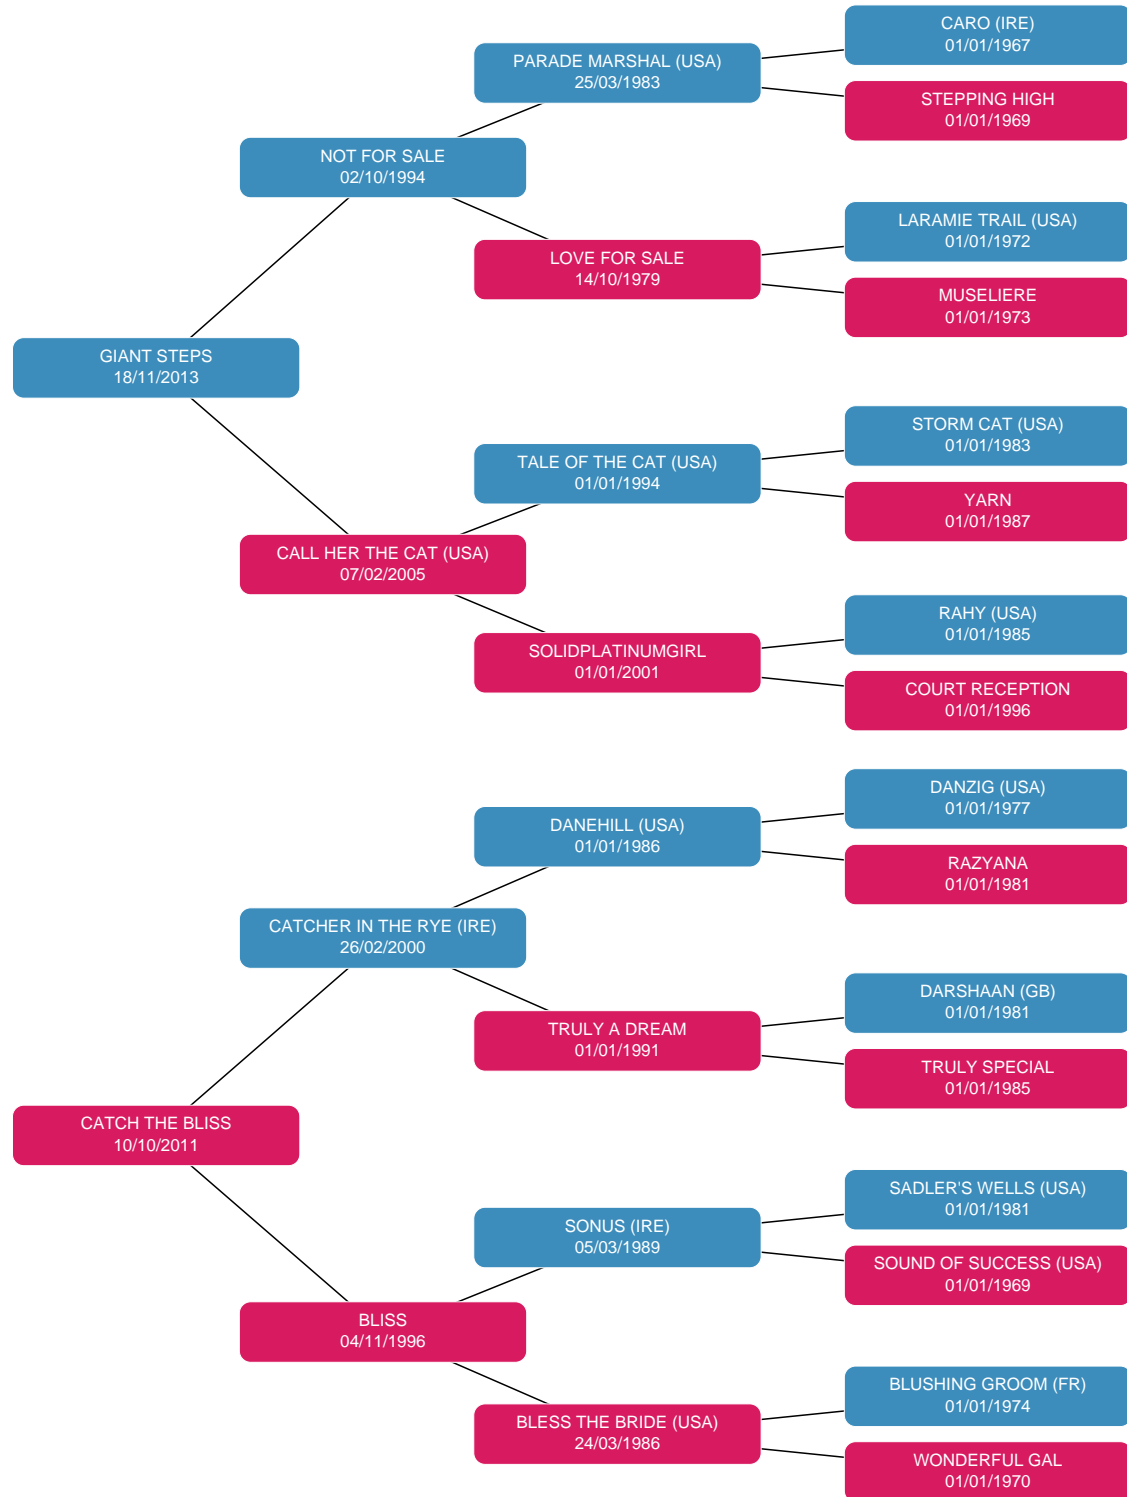 CARO (IRE)
01/01/1967
PARADE MARSHAL (USA)
25/03/1983
STEPPING HIGH
01/01/1969
NOT FOR SALE
02/10/1994
LARAMIE TRAIL (USA)
01/01/1972
LOVE FOR SALE
14/10/1979
MUSELIERE
01/01/1973
GIANT STEPS
18/11/2013
STORM CAT (USA)
01/01/1983
TALE OF THE CAT (USA)
01/01/1994
YARN
01/01/1987
CALL HER THE CAT (USA)
07/02/2005
RAHY (USA)
01/01/1985
SOLIDPLATINUMGIRL
01/01/2001
COURT RECEPTION
01/01/1996
DANZIG (USA)
01/01/1977
DANEHILL (USA)
01/01/1986
RAZYANA
01/01/1981
CATCHER IN THE RYE (IRE)
26/02/2000
DARSHAAN (GB)
01/01/1981
TRULY A DREAM
01/01/1991
TRULY SPECIAL
01/01/1985
CATCH THE BLISS
10/10/2011
SADLER'S WELLS (USA)
01/01/1981
SONUS (IRE)
05/03/1989
SOUND OF SUCCESS (USA)
01/01/1969
BLISS
04/11/1996
BLUSHING GROOM (FR)
01/01/1974
BLESS THE BRIDE (USA)
24/03/1986
WONDERFUL GAL
01/01/1970